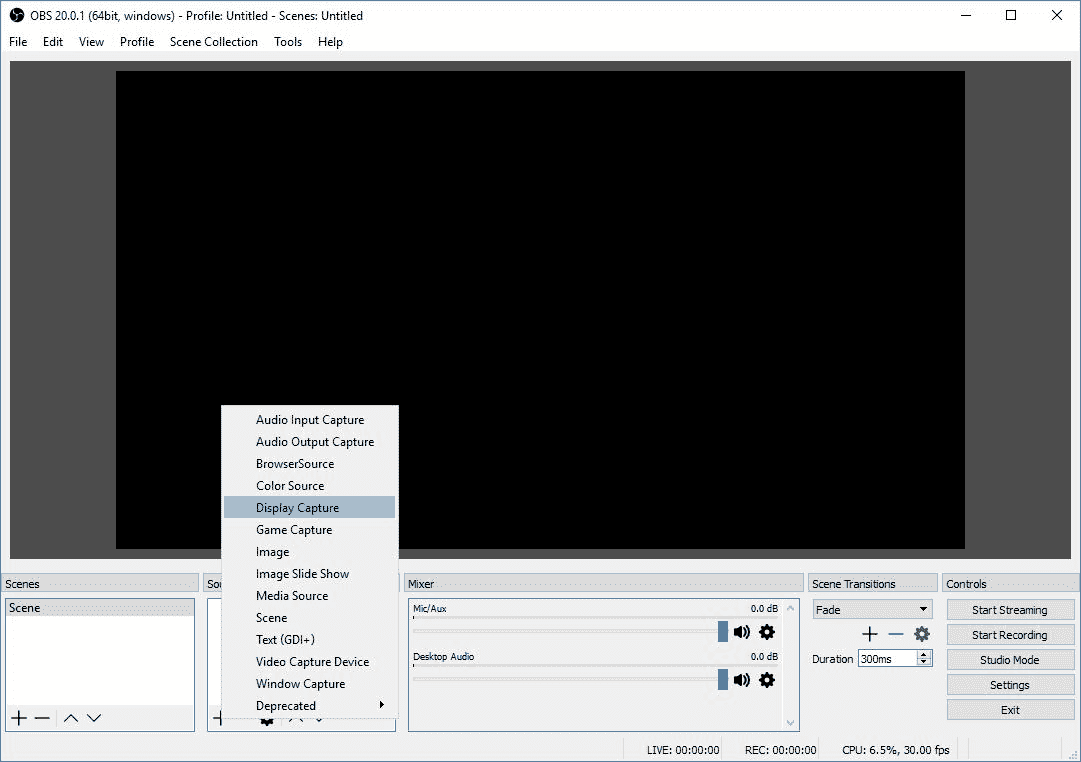 OBS 20.0.1 (64bit, windows) - Profile: Untitled - Scenes: Untitled
File Edit View Profile Scene Collection Tools Help
Audio Input Capture
Audio Output Capture
BrowserSource
Color Source
Display Capture
Game Capture
Image
Image Slide Show
Media Source
Scene
Text (GDI+)
Video Capture Device
Window Capture
Deprecated
Scenes
Scene
Sou
Mixer
Mic/Aux 0.0 dB
Desktop Audio 0.0 dB
Scene Transitions
Fade
Duration 300ms
Controls
Start Streaming
Start Recording
Studio Mode
Settings
Exit
LIVE: 00:00:00 REC: 00:00:00 CPU: 6.5%, 30.00 fps